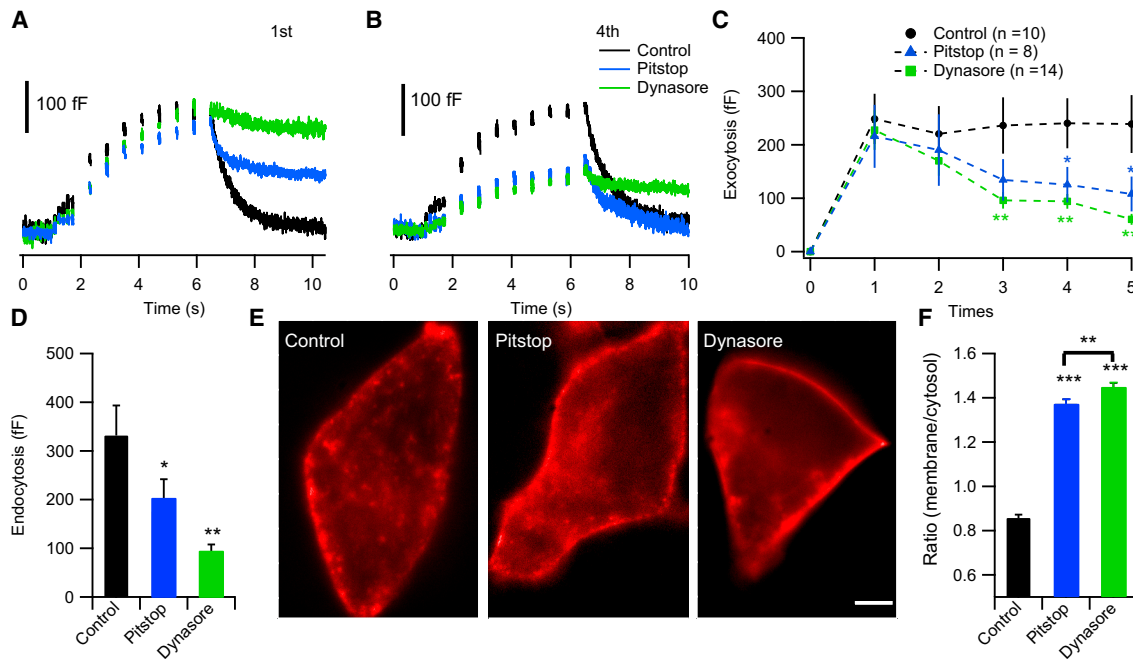 A
1st
100 fF
0 2 4 6 8 10
Time (s)
B
4th
Control
Pitstop
Dynasore
100 fF
0 2 4 6 8 10
Time (s)
C
Control (n =10)
Pitstop (n = 8)
Dynasore (n =14)
Exocytosis (fF)
400
300
200
100
0
*
*
**
**
**
0 1 2 3 4 5
Times
D
Endocytosis (fF)
500
400
300
200
100
0
*
**
Control
Pitstop
Dynasore
E
Control
Pitstop
Dynasore
F
Ratio (membrane/cytosol)
1.6
1.4
1.2
1.0
0.8
0.6
**
***
***
Control
Pitstop
Dynasore